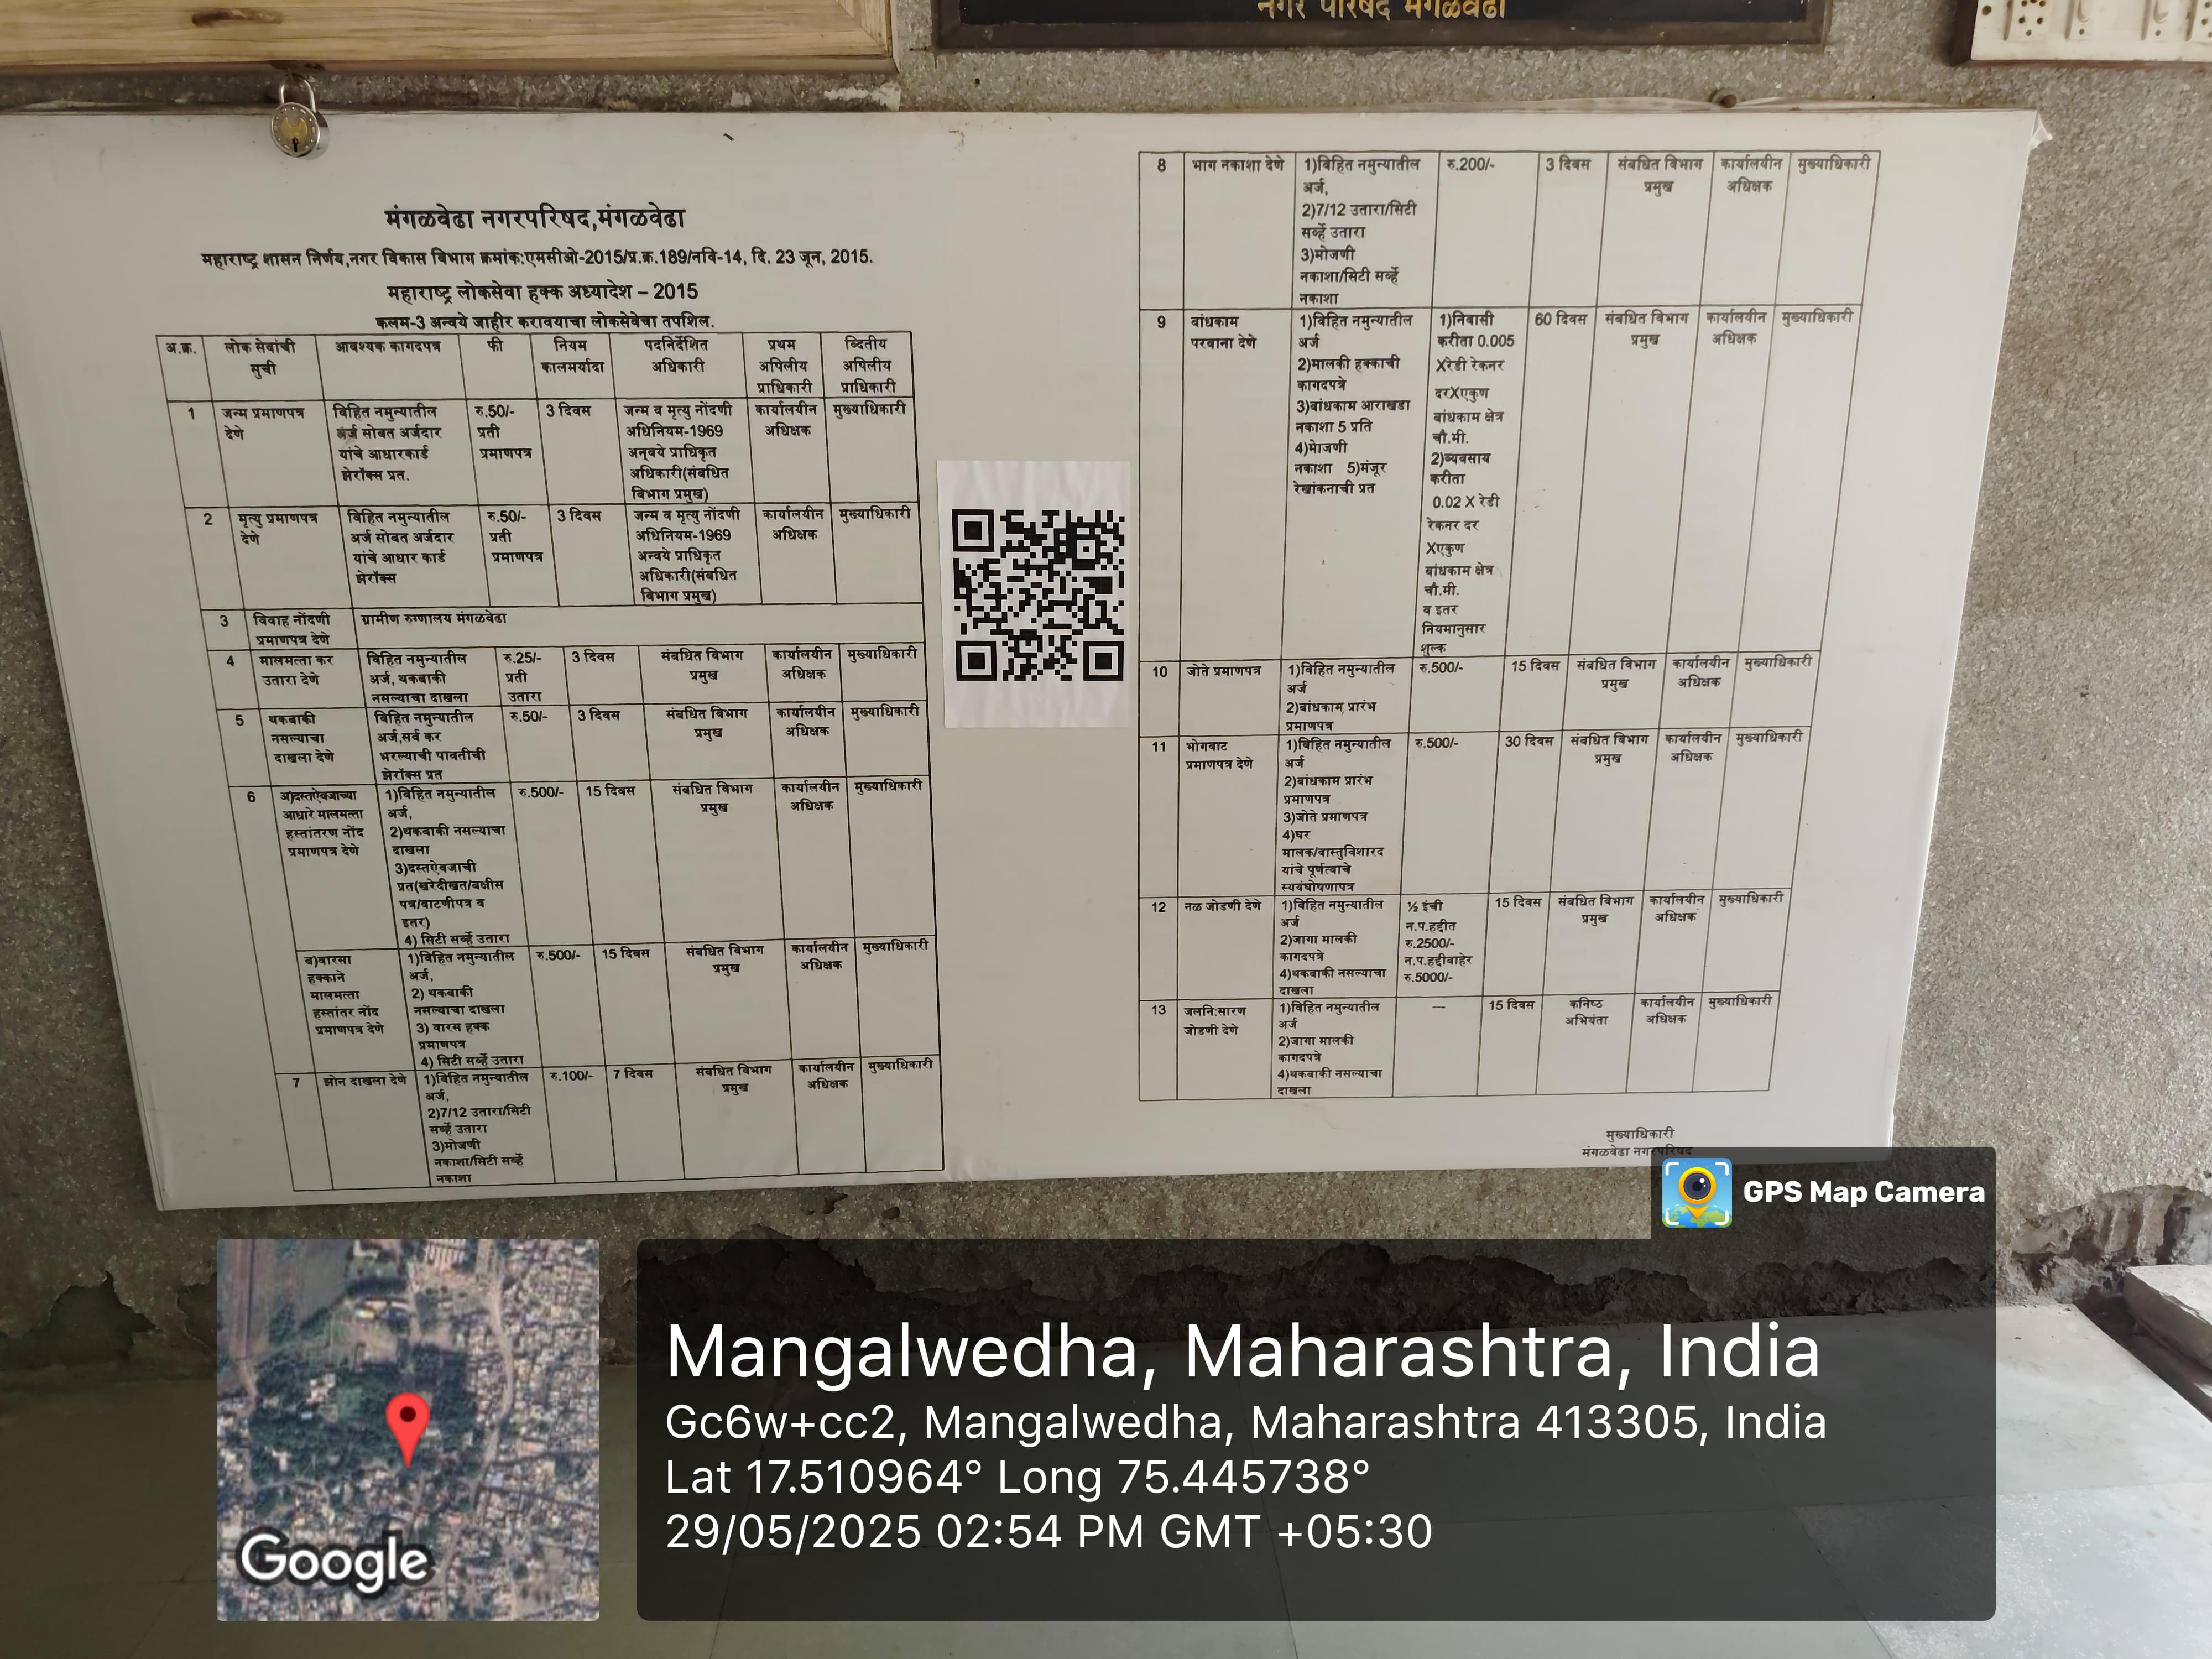 नगर परिषद मंगळवेढा
मंगळवेढा नगरपरिषद,मंगळवेढा
महाराष्ट्र शासन निर्णय,नगर विकास विभाग क्रमांक:एमसीओ-2015/प्र.क्र.189/नवि-14, दि. 23 जून, 2015.
महाराष्ट्र लोकसेवा हक्क अध्यादेश – 2015
कलम-3 अन्वये जाहीर करावयाचा लोकसेवेचा तपशिल.
अ.क्र. लोक सेवांची सुची आवश्यक कागदपत्र फी नियम कालमर्यादा पदनिर्देशित अधिकारी प्रथम अपिलीय प्राधिकारी व्दितीय अपिलीय प्राधिकारी
1 जन्म प्रमाणपत्र देणे विहित नमुन्यातील अर्ज सोबत अर्जदार यांचे आधारकार्ड झेरॉक्स प्रत. रु.50/- प्रती प्रमाणपत्र 3 दिवस जन्म व मृत्यु नोंदणी अधिनियम-1969 अन्वये प्राधिकृत अधिकारी(संबधित विभाग प्रमुख) कार्यालयीन अधिक्षक मुख्याधिकारी
2 मृत्यु प्रमाणपत्र देणे विहित नमुन्यातील अर्ज सोबत अर्जदार यांचे आधार कार्ड झेरॉक्स रु.50/- प्रती प्रमाणपत्र 3 दिवस जन्म व मृत्यु नोंदणी अधिनियम-1969 अन्वये प्राधिकृत अधिकारी(संबधित विभाग प्रमुख) कार्यालयीन अधिक्षक मुख्याधिकारी
3 विवाह नोंदणी प्रमाणपत्र देणे ग्रामीण रुग्णालय मंगळवेढा
4 मालमत्ता कर उतारा देणे विहित नमुन्यातील अर्ज, थकबाकी नसल्याचा दाखला रु.25/- प्रती उतारा 3 दिवस संबधित विभाग प्रमुख कार्यालयीन अधिक्षक मुख्याधिकारी
5 थकबाकी नसल्याचा दाखला देणे विहित नमुन्यातील अर्ज,सर्व कर भरल्याची पावतीची झेरॉक्स प्रत रु.50/- 3 दिवस संबधित विभाग प्रमुख कार्यालयीन अधिक्षक मुख्याधिकारी
6 अ)दस्तऐवजाच्या आधारे मालमत्ता हस्तांतरण नोंद प्रमाणपत्र देणे 1)विहित नमुन्यातील अर्ज, 2)थकबाकी नसल्याचा दाखला 3)दस्तऐवजाची प्रत(खरेदीखत/बक्षीस पत्र/वाटणीपत्र व इतर) 4) सिटी सर्व्हे उतारा रु.500/- 15 दिवस संबधित विभाग प्रमुख कार्यालयीन अधिक्षक मुख्याधिकारी
ब)वारसा हक्काने मालमत्ता हस्तांतर नोंद प्रमाणपत्र देणे 1)विहित नमुन्यातील अर्ज, 2) थकबाकी नसल्याचा दाखला 3) वारस हक्क प्रमाणपत्र 4) सिटी सर्व्हे उतारा रु.500/- 15 दिवस संबधित विभाग प्रमुख कार्यालयीन अधिक्षक मुख्याधिकारी
7 झोन दाखला देणे 1)विहित नमुन्यातील अर्ज, 2)7/12 उतारा/सिटी सर्व्हे उतारा 3)मोजणी नकाशा/सिटी सर्व्हे नकाशा रु.100/- 7 दिवस संबधित विभाग प्रमुख कार्यालयीन अधिक्षक मुख्याधिकारी
8 भाग नकाशा देणे 1)विहित नमुन्यातील अर्ज, 2)7/12 उतारा/सिटी सर्व्हे उतारा 3)मोजणी नकाशा/सिटी सर्व्हे नकाशा रु.200/- 3 दिवस संबधित विभाग प्रमुख कार्यालयीन अधिक्षक मुख्याधिकारी
9 बांधकाम परवाना देणे 1)विहित नमुन्यातील अर्ज 2)मालकी हक्काची कागदपत्रे 3)बांधकाम आराखडा नकाशा 5 प्रति 4)मेाजणी नकाशा 5)मंजूर रेखांकनाची प्रत 1)निवासी करीता 0.005 Xरेडी रेकनर दरXएकुण बांधकाम क्षेत्र चौ.मी. 2)व्यवसाय करीता 0.02 X रेडी रेकनर दर Xएकुण बांधकाम क्षेत्र चौ.मी. व इतर नियमानुसार शुल्क 60 दिवस संबधित विभाग प्रमुख कार्यालयीन अधिक्षक मुख्याधिकारी
10 जोते प्रमाणपत्र 1)विहित नमुन्यातील अर्ज 2)बांधकाम प्रारंभ प्रमाणपत्र रु.500/- 15 दिवस संबधित विभाग प्रमुख कार्यालयीन अधिक्षक मुख्याधिकारी
11 भोगवाट प्रमाणपत्र देणे 1)विहित नमुन्यातील अर्ज 2)बांधकाम प्रारंभ प्रमाणपत्र 3)जोते प्रमाणपत्र 4)घर मालक/वास्तुविशारद यांचे पूर्णत्वाचे स्वयंघोषणापत्र रु.500/- 30 दिवस संबधित विभाग प्रमुख कार्यालयीन अधिक्षक मुख्याधिकारी
12 नळ जोडणी देणे 1)विहित नमुन्यातील अर्ज 2)जागा मालकी कागदपत्रे 4)थकबाकी नसल्याचा दाखला ½ इंची न.प.हद्दीत रु.2500/- न.प.हद्दीबाहेर रु.5000/- 15 दिवस संबधित विभाग प्रमुख कार्यालयीन अधिक्षक मुख्याधिकारी
13 जलनि:सारण जोडणी देणे 1)विहित नमुन्यातील अर्ज 2)जागा मालकी कागदपत्रे 4)थकबाकी नसल्याचा दाखला --- 15 दिवस कनिष्ठ अभियंता कार्यालयीन अधिक्षक मुख्याधिकारी
मुख्याधिकारी
मंगळवेढा नगरपरिषद
GPS Map Camera
Google
Mangalwedha, Maharashtra, India
Gc6w+cc2, Mangalwedha, Maharashtra 413305, India
Lat 17.510964° Long 75.445738°
29/05/2025 02:54 PM GMT +05:30